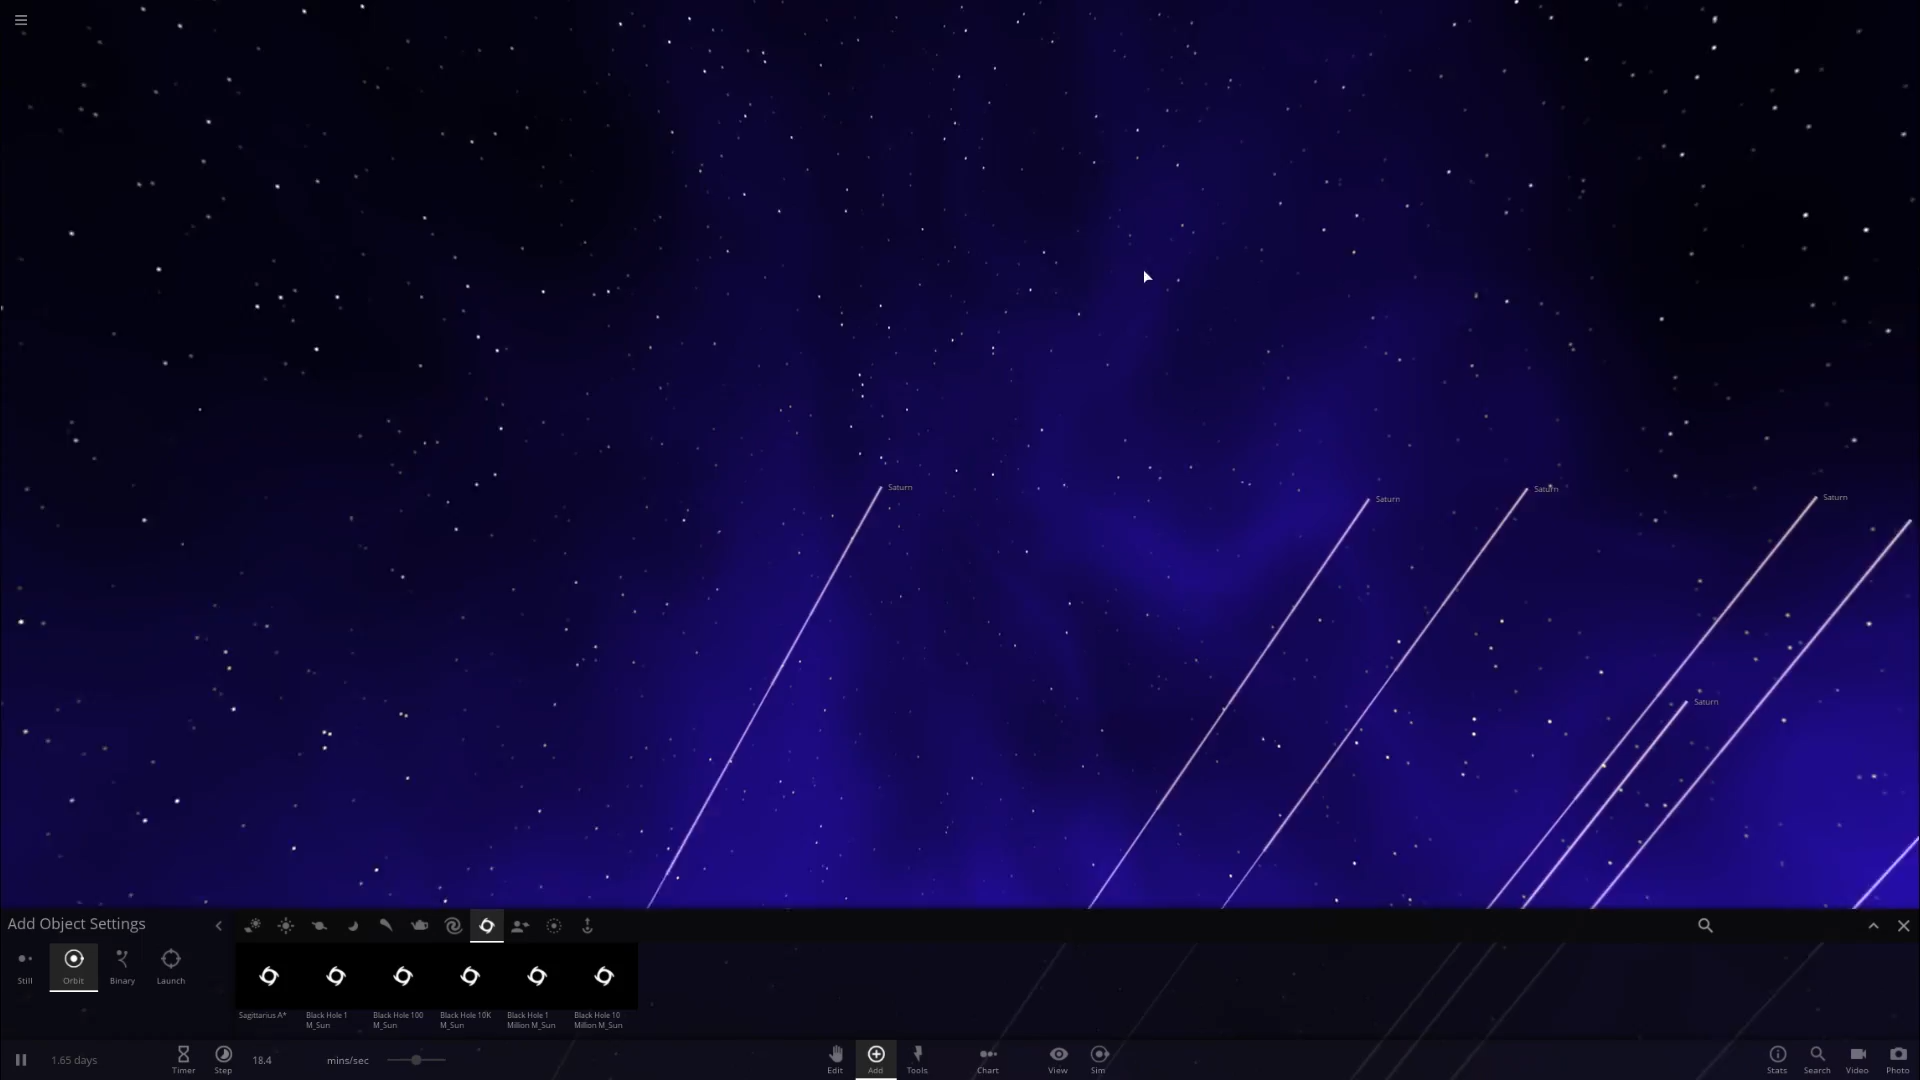 Saturn
Saturn
Saturn
Saturn
Saturn
Add Object Settings
Still
Orbit
Binary
Launch
Sagittarius A*
Black Hole 1
M_Sun
Black Hole 100
M_Sun
Black Hole 10K
M_Sun
Black Hole 1
Million M_Sun
Black Hole 10
Million M_Sun
1.65 days
Timer
Step
18.4
mins/sec
Edit
Add
Tools
Chart
View
Sim
Stats
Search
Video
Photo